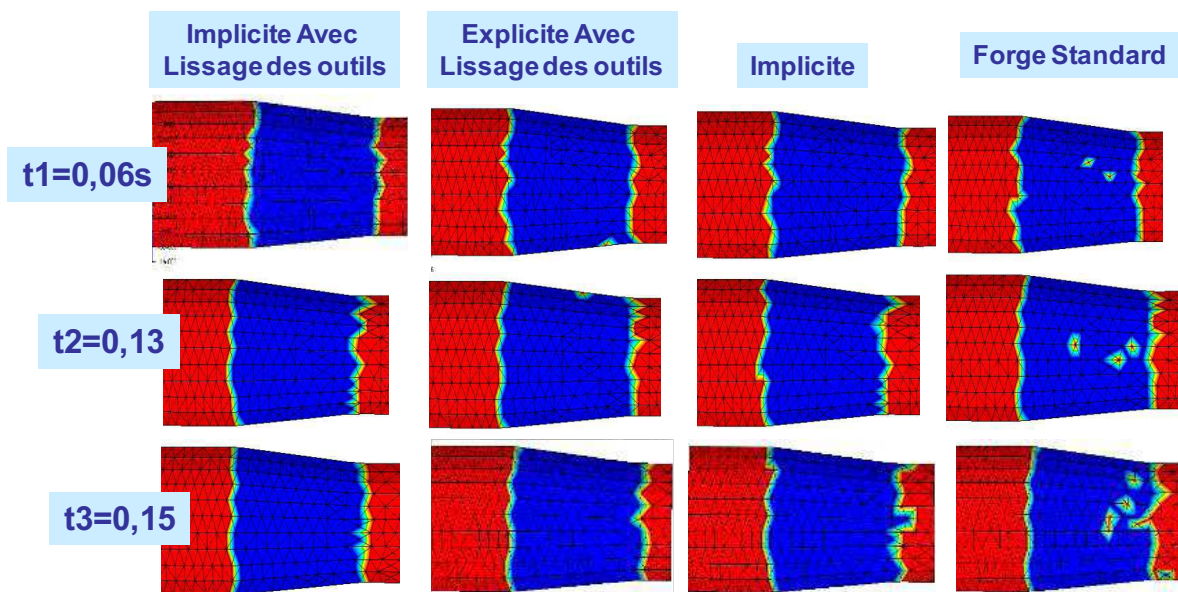 Implicite Avec
Lissage des outils
Explicite Avec
Lissage des outils
Implicite
Forge Standard
t1=0,06s
t2=0,13
t3=0,15